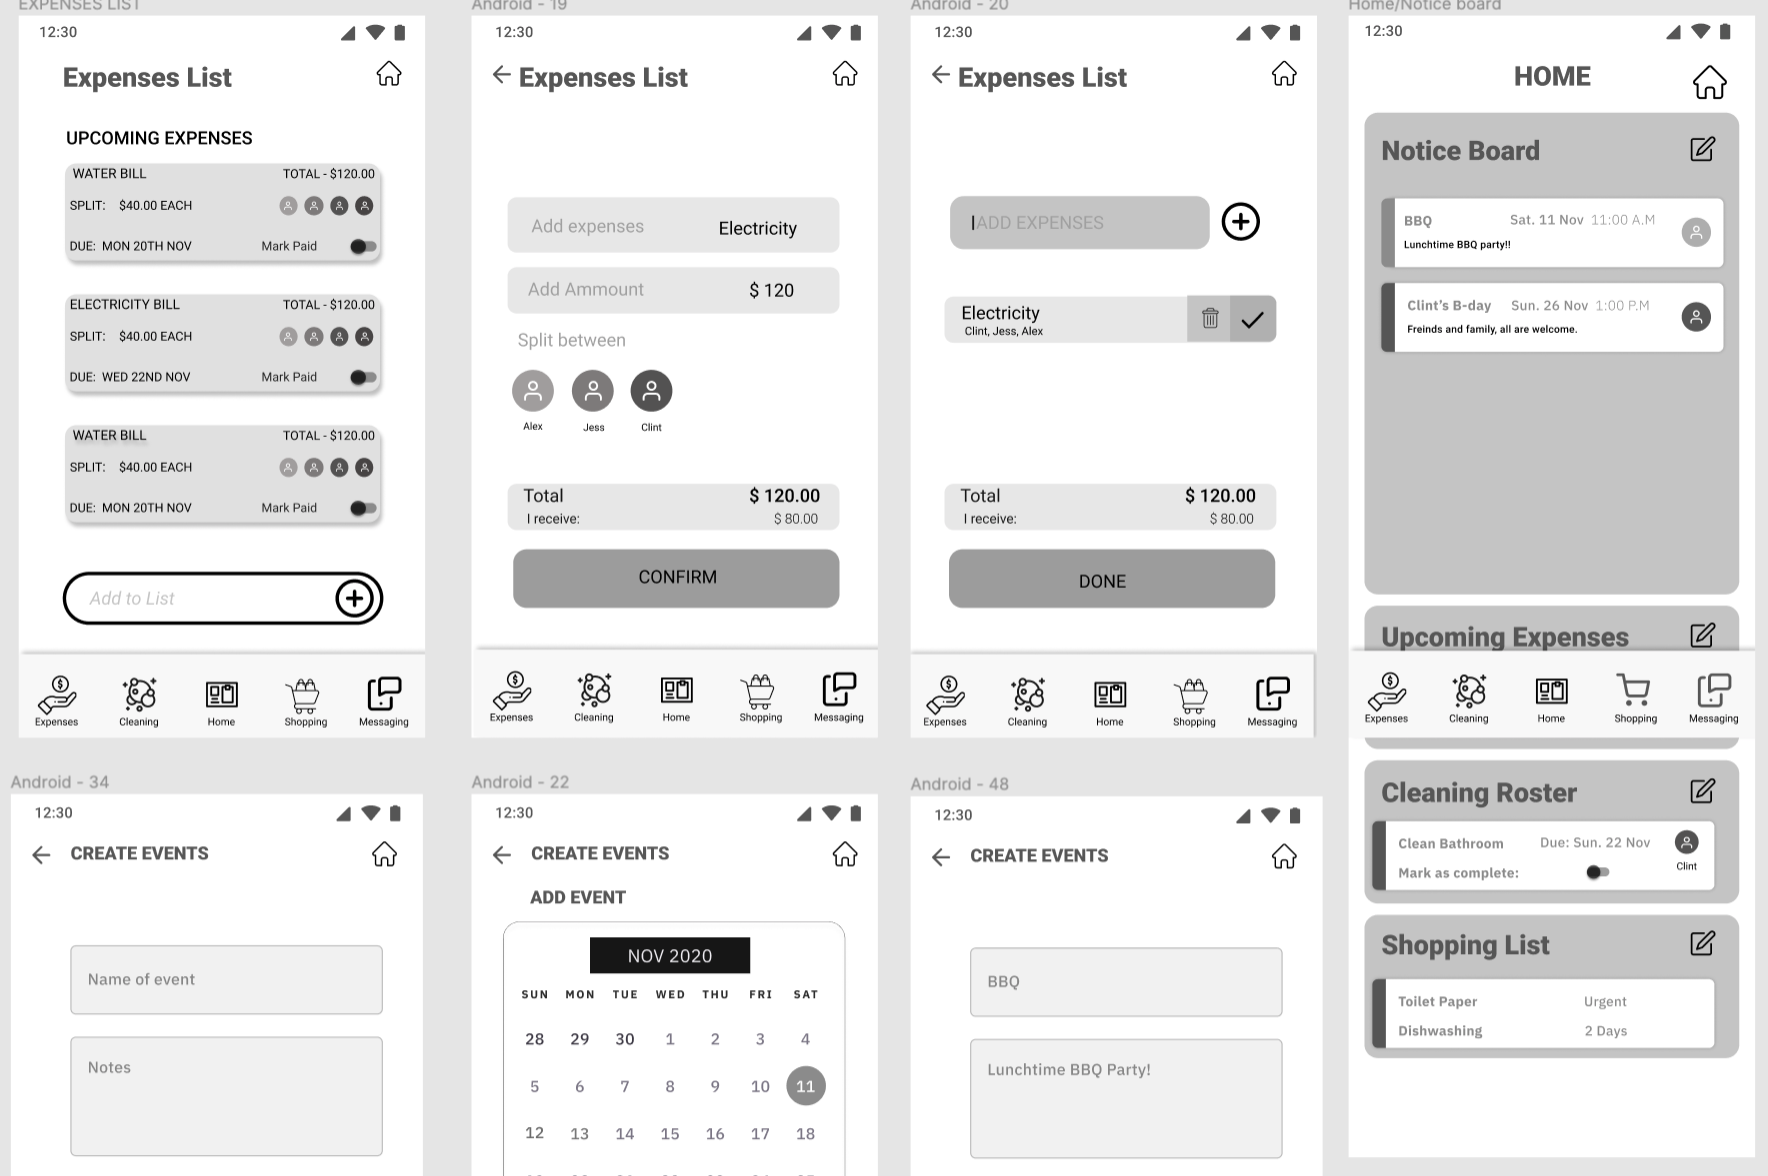 EXPENSES LIST
12:30
Expenses List
UPCOMING EXPENSES
WATER BILL TOTAL - $120.00
SPLIT: $40.00 EACH
DUE: MON 20TH NOV Mark Paid
ELECTRICITY BILL TOTAL - $120.00
SPLIT: $40.00 EACH
DUE: WED 22ND NOV Mark Paid
WATER BILL TOTAL - $120.00
SPLIT: $40.00 EACH
DUE: MON 20TH NOV Mark Paid
Add to List
Expenses Cleaning Home Shopping Messaging
Android - 19
12:30
Expenses List
Add expenses Electricity
Add Ammount $ 120
Split between
Alex Jess Clint
Total $ 120.00
I receive: $ 80.00
CONFIRM
Expenses Cleaning Home Shopping Messaging
Android - 20
12:30
Expenses List
ADD EXPENSES
Electricity
Clint, Jess, Alex
Total $ 120.00
I receive: $ 80.00
DONE
Expenses Cleaning Home Shopping Messaging
Home/Notice board
12:30
HOME
Notice Board
BBQ Sat. 11 Nov 11:00 A.M
Lunchtime BBQ party!!
Clint's B-day Sun. 26 Nov 1:00 P.M
Freinds and family, all are welcome.
Upcoming Expenses
Expenses Cleaning Home Shopping Messaging
Cleaning Roster
Clean Bathroom Due: Sun. 22 Nov
Mark as complete: Clint
Shopping List
Toilet Paper Urgent
Dishwashing 2 Days
Android - 34
12:30
CREATE EVENTS
Name of event
Notes
Android - 22
12:30
CREATE EVENTS
ADD EVENT
NOV 2020
SUN MON TUE WED THU FRI SAT
28 29 30 1 2 3 4
5 6 7 8 9 10 11
12 13 14 15 16 17 18
Android - 48
12:30
CREATE EVENTS
BBQ
Lunchtime BBQ Party!